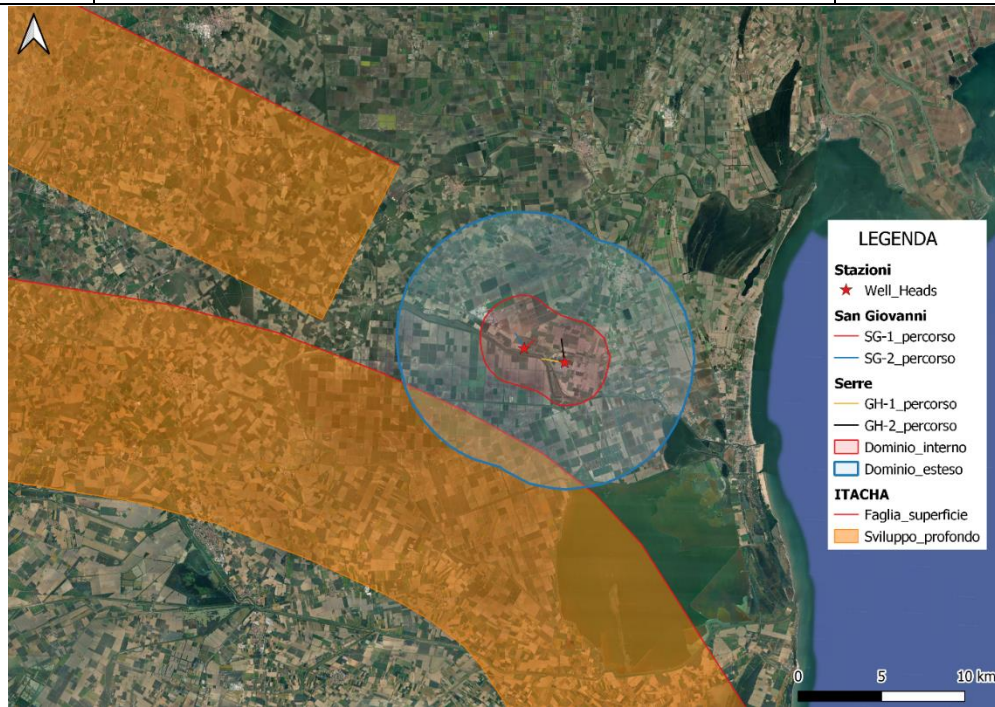 LEGENDA
Stazioni
Well_Heads
San Giovanni
SG-1_percorso
SG-2_percorso
Serre
GH-1_percorso
GH-2_percorso
Dominio_interno
Dominio_esteso
ITACHA
Faglia_superficie
Sviluppo_profondo
0 5 10 km